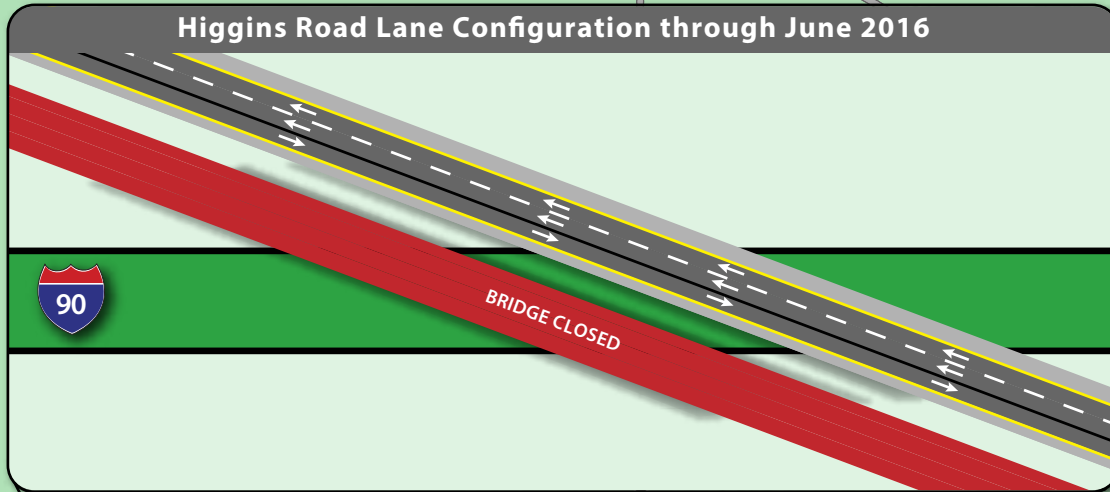 Higgins Road Lane Configuration through June 2016
90
BRIDGE CLOSED